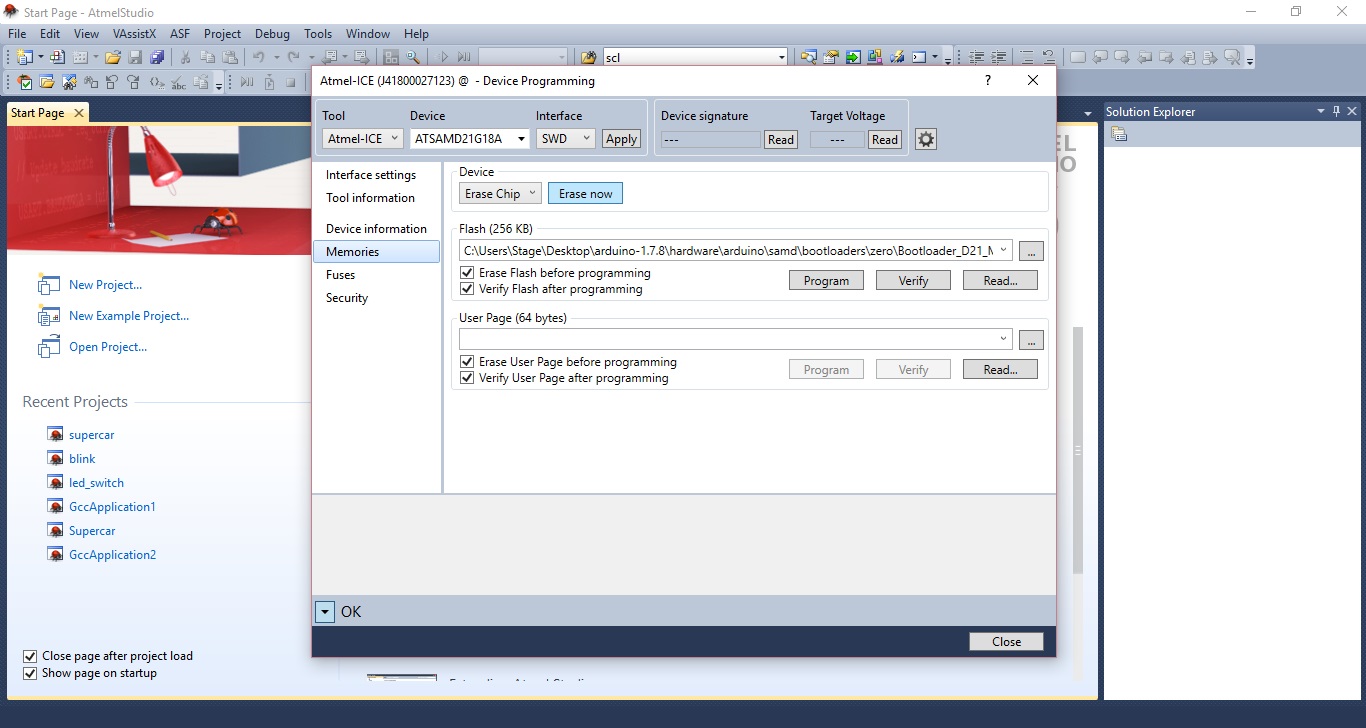 Start Page - AtmelStudio
File Edit View VAssistX ASF Project Debug Tools Window Help
scl
Atmel-ICE (J41800027123) @ - Device Programming ?
Start Page
Solution Explorer
Tool Device Interface Device signature Target Voltage
Atmel-ICE ATSAMD21G18A SWD Apply --- Read --- Read
Interface settings
Tool information
Device information
Memories
Fuses
Security
Device
Erase Chip Erase now
Flash (256 KB)
C:\Users\Stage\Desktop\arduino-1.7.8\hardware\arduino\samd\bootloaders\zero\Bootloader_D21_M ...
Erase Flash before programming
Verify Flash after programming
Program Verify Read...
User Page (64 bytes)
...
Erase User Page before programming
Verify User Page after programming
Program Verify Read...
OK
Close
EL
IO
New Project...
New Example Project...
Open Project...
Recent Projects
supercar
blink
led_switch
GccApplication1
Supercar
GccApplication2
Close page after project load
Show page on startup